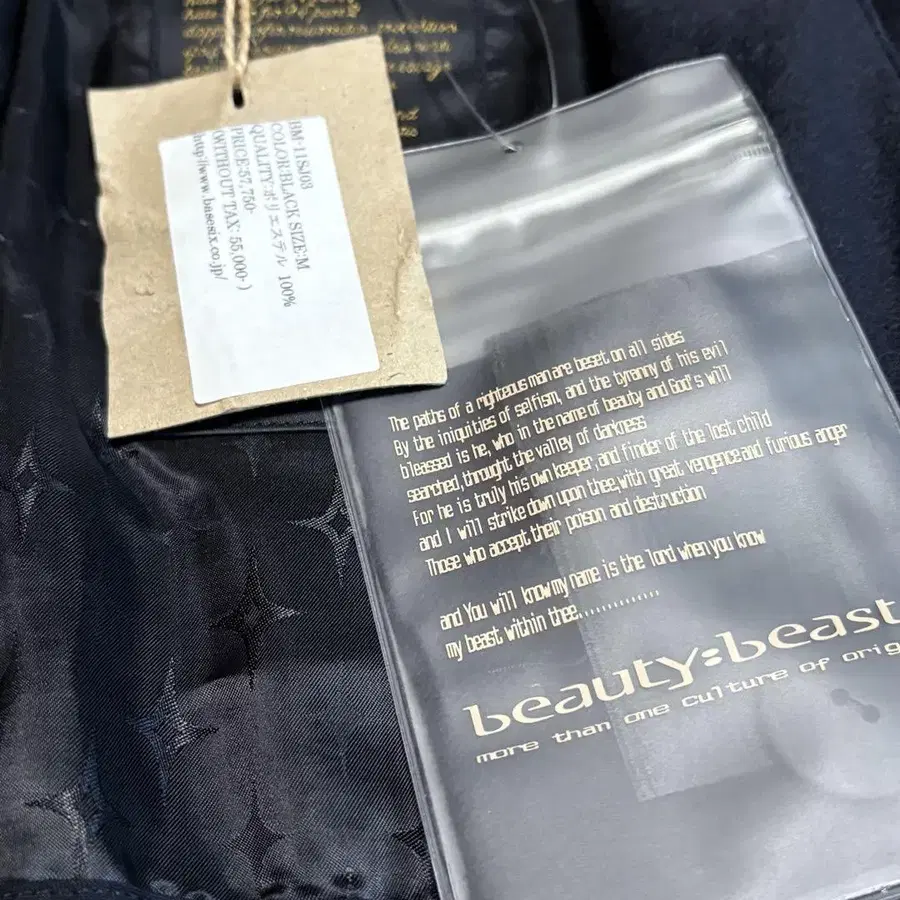 BM-11SJ03
COLOR:BLACK SIZE:M
QUALITY:ポリエステル 100%
PRICE:57,750-
(WITHOUT TAX: 55,000-)
http://www.basesix.co.jp/
The paths of a righteous man are beset on all sides
By the iniquities of selfism, and the tyranny of his evil
bleassed is he, who in the name of beauty and God's will
searched, throught the valley of darkness
For he is truly his own keeper, and finder of the lost child
and I will strike down upon thee, with great vengence and furious anger
Those who accept their poison and destruction
and You will know my name is the lord when you know
my beast within thee..............
beauty:beast
more than one culture of orig